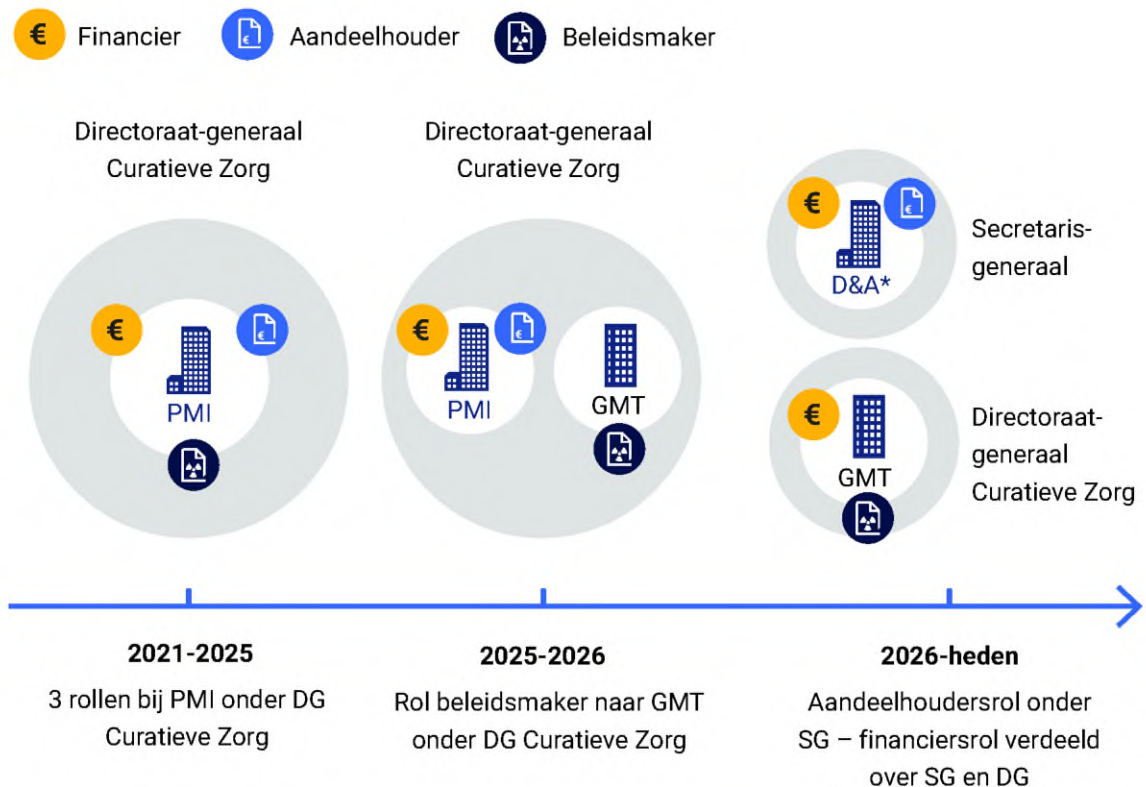 € Financier € Aandeelhouder Beleidsmaker
Directoraat-generaal
Curatieve Zorg
€
€
PMI
Directoraat-generaal
Curatieve Zorg
€
€
PMI
GMT
€
€
D&A*
Secretaris-
generaal
€
GMT
Directoraat-
generaal
Curatieve Zorg
2021-2025
3 rollen bij PMI onder DG
Curatieve Zorg
2025-2026
Rol beleidsmaker naar GMT
onder DG Curatieve Zorg
2026-heden
Aandeelhoudersrol onder
SG – financiersrol verdeeld
over SG en DG